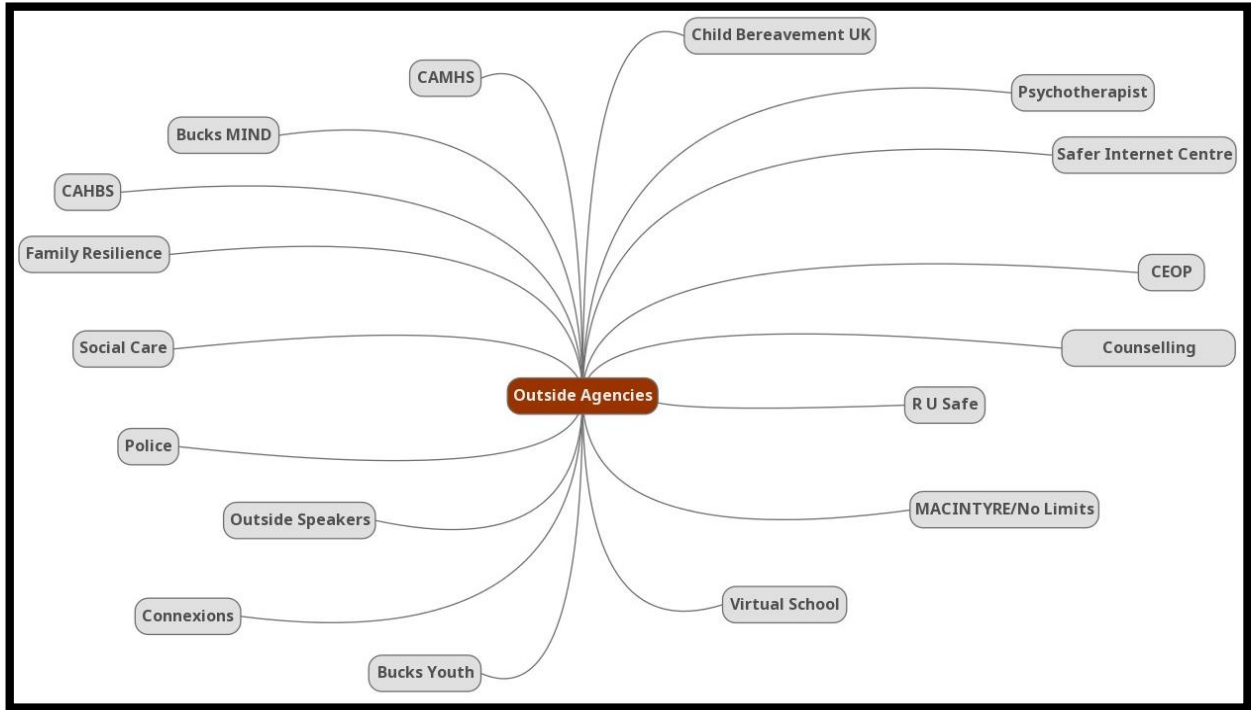 Child Bereavement UK
CAMHS
Psychotherapist
Bucks MIND
Safer Internet Centre
CAHBS
Family Resilience
CEOP
Social Care
Counselling
Outside Agencies
R U Safe
Police
MACINTYRE/No Limits
Outside Speakers
Virtual School
Connexions
Bucks Youth